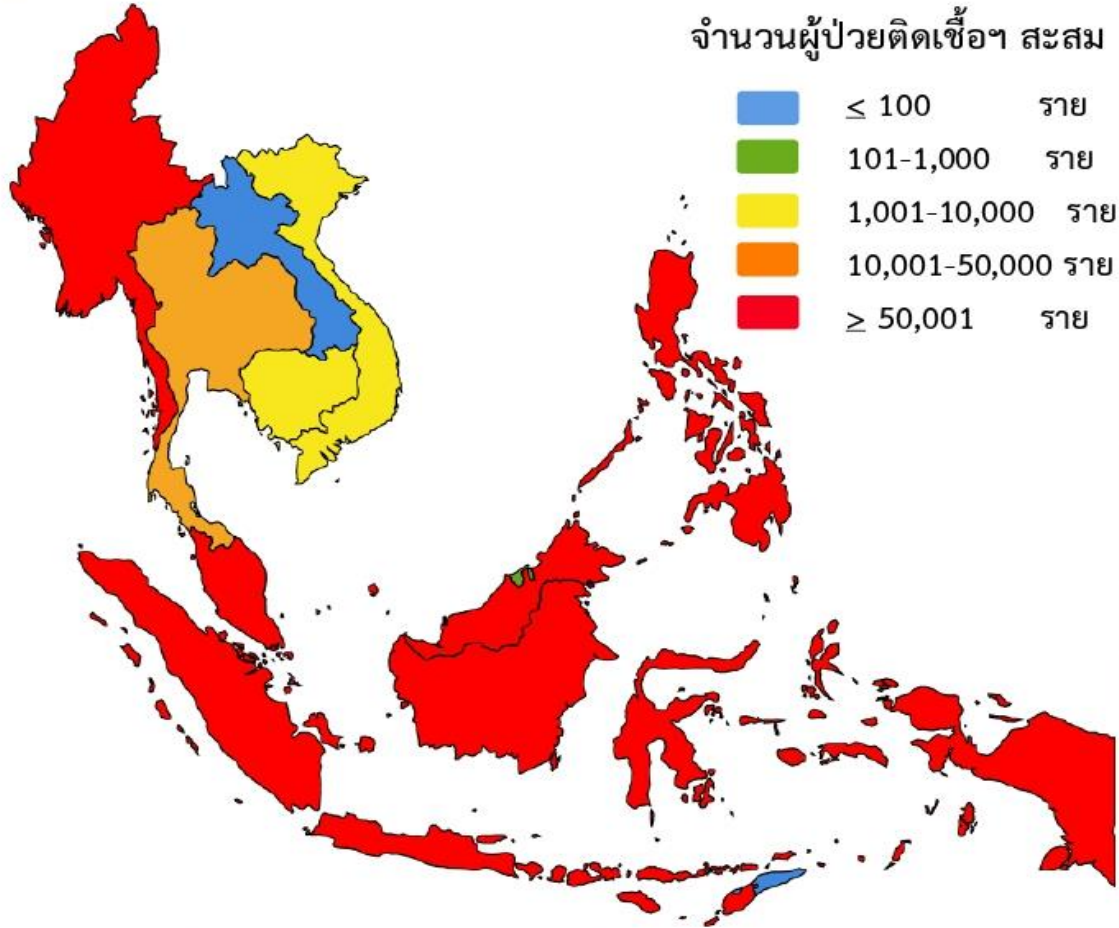 จำนวนผู้ป่วยติดเชื้อฯ สะสม
≤ 100 ราย
101-1,000 ราย
1,001-10,000 ราย
10,001-50,000 ราย
≥ 50,001 ราย